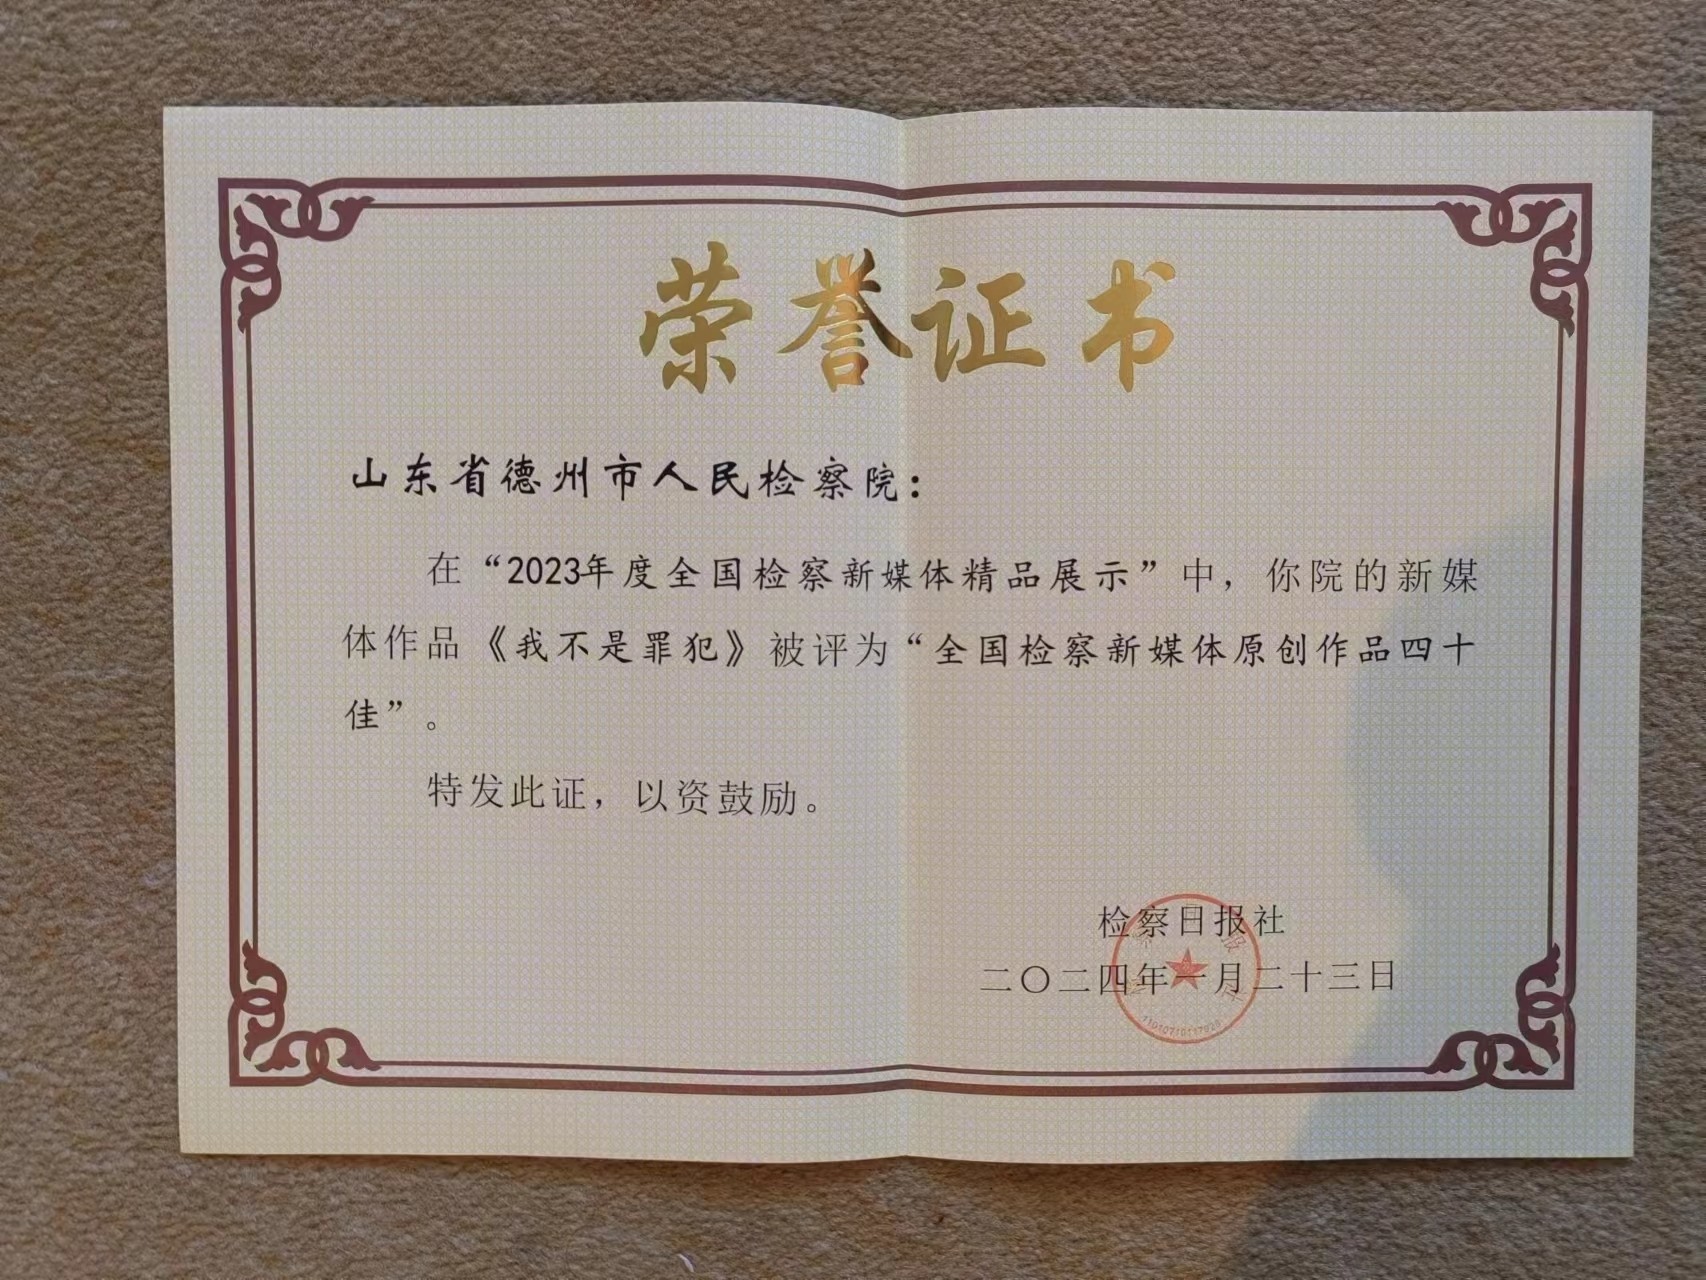 荣誉证书
山东省德州市人民检察院：
在“2023年度全国检察新媒体精品展示”中，你院的新媒
体作品《我不是罪犯》被评为“全国检察新媒体原创作品四十
佳”。
特发此证，以资鼓励。
检察日报社
二〇二四年一月二十三日